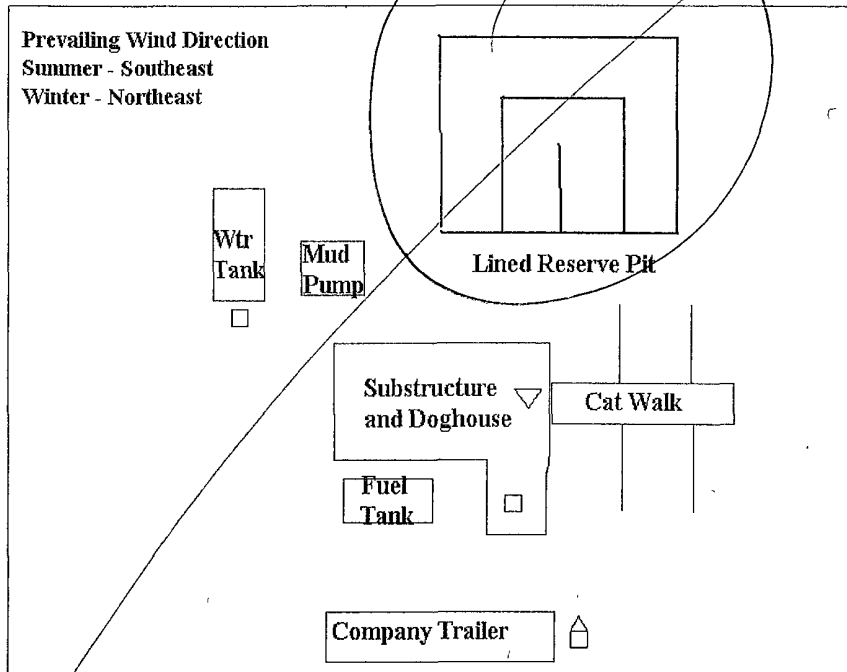 Prevailing Wind Direction
Summer - Southeast
Winter - Northeast
Wtr
Tank
Mud
Pump
Lined Reserve Pit
Substructure
and Doghouse
Cat Walk
Fuel
Tank
Company Trailer